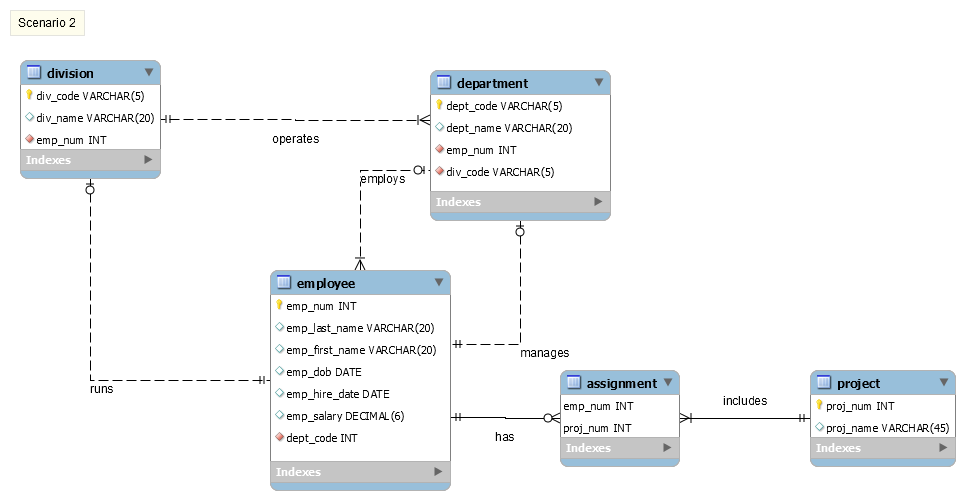 Scenario 2
division
div_code VARCHAR(5)
div_name VARCHAR(20)
emp_num INT
Indexes
operates
department
dept_code VARCHAR(5)
dept_name VARCHAR(20)
emp_num INT
div_code VARCHAR(5)
Indexes
employs
employee
emp_num INT
emp_last_name VARCHAR(20)
emp_first_name VARCHAR(20)
emp_dob DATE
emp_hire_date DATE
emp_salary DECIMAL(6)
dept_code INT
Indexes
runs
manages
has
assignment
emp_num INT
proj_num INT
Indexes
includes
project
proj_num INT
proj_name VARCHAR(45)
Indexes